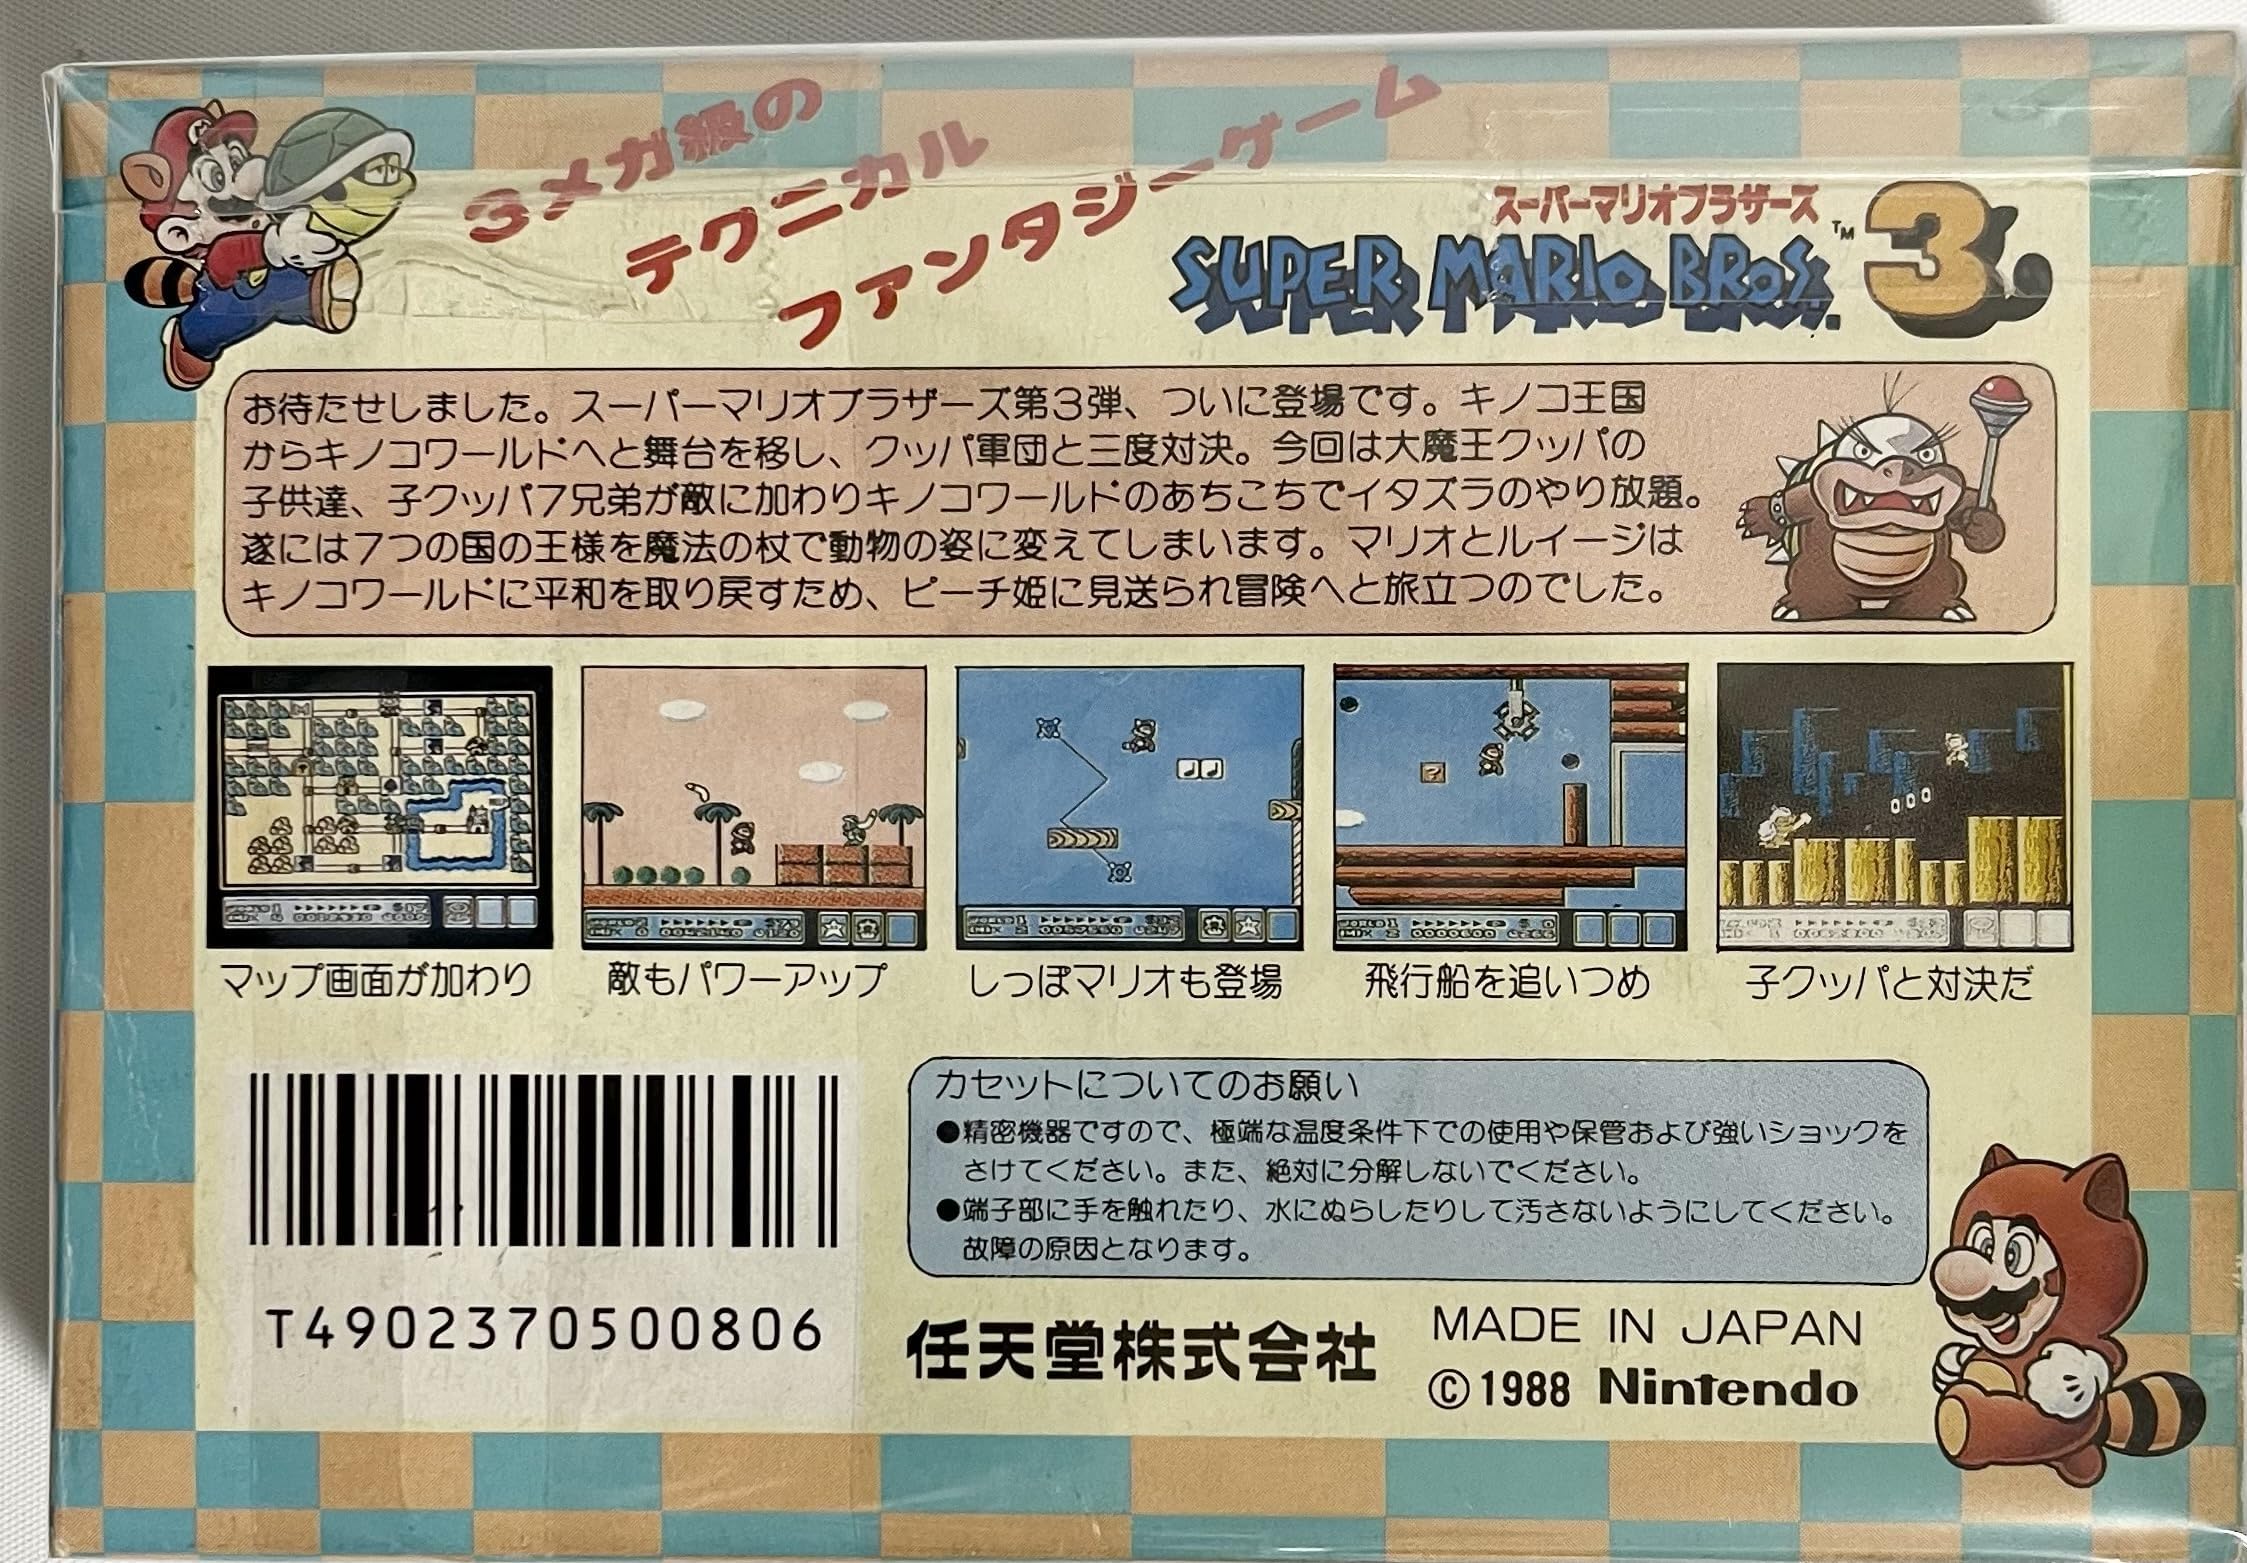 3メガ級の
テクニカル
ファンタジーゲーム
スーパーマリオブラザーズ
SUPER MARIO BROS.™ 3
お待たせしました。スーパーマリオブラザーズ第3弾、ついに登場です。キノコ王国
からキノコワールドへと舞台を移し、クッパ軍団と三度対決。今回は大魔王クッパの
子供達、子クッパ7兄弟が敵に加わりキノコワールドのあちこちでイタズラのやり放題。
遂には7つの国の王様を魔法の杖で動物の姿に変えてしまいます。マリオとルイージは
キノコワールドに平和を取り戻すため、ピーチ姫に見送られ冒険へと旅立つのでした。
マップ画面が加わり
敵もパワーアップ
しっぽマリオも登場
飛行船を追いつめ
子クッパと対決だ
カセットについてのお願い
●精密機器ですので、極端な温度条件下での使用や保管および強いショックを
さけてください。また、絶対に分解しないでください。
●端子部に手を触れたり、水にぬらしたりして汚さないようにしてください。
故障の原因となります。
T4902370500806
任天堂株式会社
MADE IN JAPAN
©1988 Nintendo